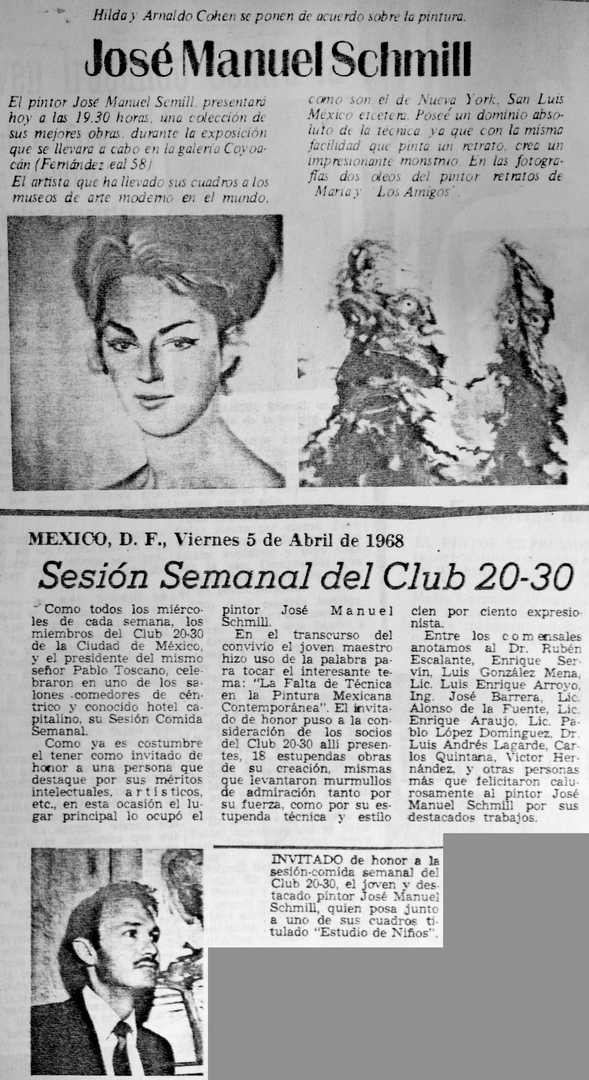 Hilda y Arnaldo Cohen se ponen de acuerdo sobre la pintura.
José Manuel Schmill
El pintor José Manuel Semill, presentará
hoy a las 19.30 horas, una colección de
sus mejores obras, durante la exposición
que se llevara a cabo en la galería Coyoa-
cán (Fernández eal 58)
El artista que ha llevado sus cuadros a los
museos de arte moderno en el mundo,
como son el de Nueva York, San Luis
México etcetera. Poseé un dominio abso-
luto de la técnica ya que con la misma
facilidad que pinta un retrato, crea un
impresionante monstruo. En las fotogra-
fías dos oleos del pintor retratos de
María y "Los Amigos".
MEXICO, D. F., Viernes 5 de Abril de 1968
Sesión Semanal del Club 20-30
Como todos los miérco-
les de cada semana, los
miembros del Club 20-30
de la Ciudad de México,
y el presidente del mismo
señor Pablo Toscano, cele-
braron en uno de los sa-
lones-comedores de cén-
trico y conocido hotel ca-
pitalino, su Sesión Comida
Semanal.
Como ya es costumbre
el tener como invitado de
honor a una persona que
destaque por sus méritos
intelectuales, artísticos,
etc., en esta ocasión el lu-
gar principal lo ocupó el
pintor José Manuel
Schmill.
En el transcurso del
convivio el joven maestro
hizo uso de la palabra pa-
ra tocar el interesante te-
ma: "La Falta de Técnica
en la Pintura Mexicana
Contemporánea". El invita-
do de honor puso a la con-
sideración de los socios
del Club 20-30 allí presen-
tes, 18 estupendas obras
de su creación, mismas
que levantaron murmullos
de admiración tanto por
su fuerza, como por su es-
tupenda técnica y estilo
cien por ciento expresio-
nista.
Entre los comensales
anotamos al Dr. Rubén
Escalante, Enrique Ser-
vín, Luis González Mena,
Lic. Luis Enrique Arroyo,
Ing. José Barrera, Lic.
Alonso de la Fuente, Lic.
Enrique Araujo, Lic. Pa-
blo López Domínguez, Dr.
Luis Andrés Lagarde, Car-
los Quintana, Víctor Her-
nández, y otras personas
más que felicitaron calu-
rosamente al pintor José
Manuel Schmill por sus
destacados trabajos.
INVITADO de honor a la
sesión-comida semanal del
Club 20-30, el joven y des-
tacado pintor José Manuel
Schmill, quien posa junto
a uno de sus cuadros ti-
tulado "Estudio de Niños".